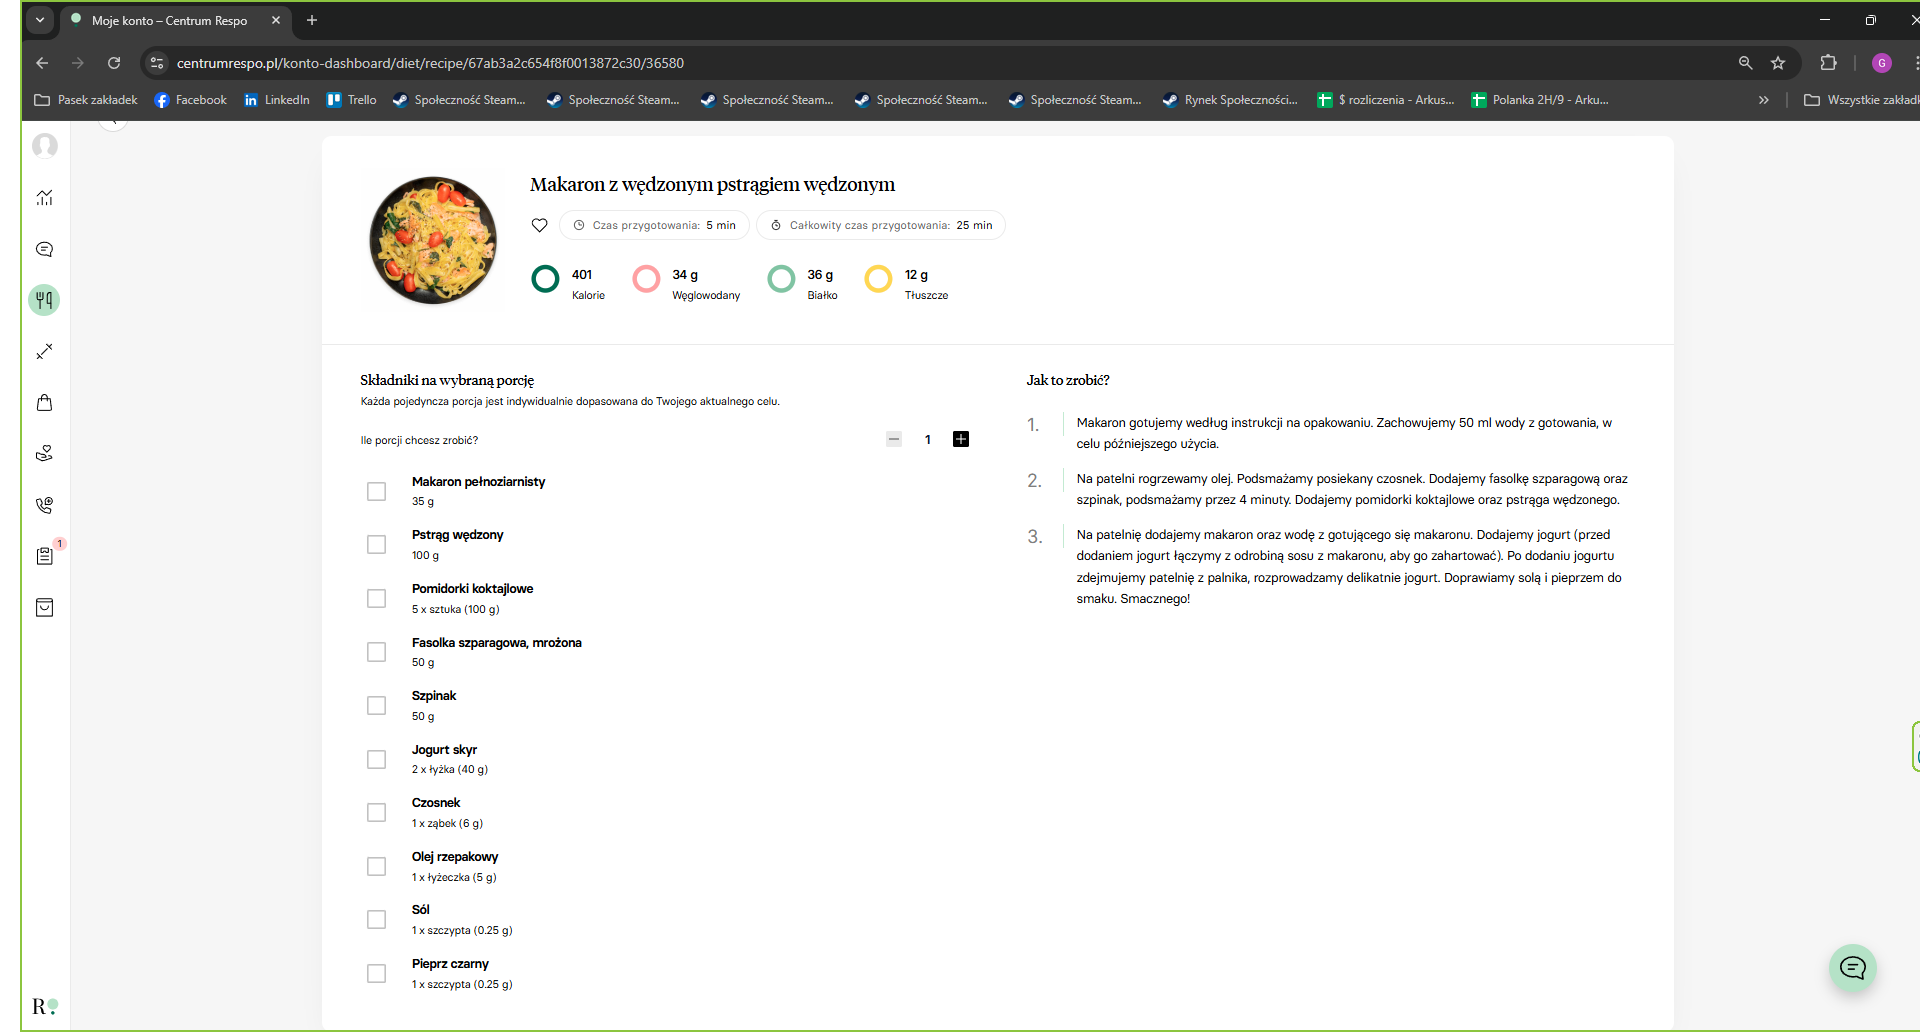 Moje konto – Centrum Respo
centrumrespo.pl/konto-dashboard/diet/recipe/67ab3a2c654f8f0013872c30/36580
G
Pasek zakładek Facebook LinkedIn Trello Społeczność Steam... Społeczność Steam... Społeczność Steam... Społeczność Steam... Społeczność Steam... Rynek Społeczności... $ rozliczenia - Arkus... Polanka 2H/9 - Arku... » Wszystkie zakład
Makaron z wędzonym pstrągiem wędzonym
Czas przygotowania: 5 min Całkowity czas przygotowania: 25 min
401 34 g 36 g 12 g
Kalorie Węglowodany Białko Tłuszcze
Składniki na wybraną porcję
Każda pojedyncza porcja jest indywidualnie dopasowana do Twojego aktualnego celu.
Ile porcji chcesz zrobić? 1
Makaron pełnoziarnisty
35 g
Pstrąg wędzony
100 g
Pomidorki koktajlowe
5 x sztuka (100 g)
Fasolka szparagowa, mrożona
50 g
Szpinak
50 g
Jogurt skyr
2 x łyżka (40 g)
Czosnek
1 x ząbek (6 g)
Olej rzepakowy
1 x łyżeczka (5 g)
Sól
1 x szczypta (0.25 g)
Pieprz czarny
1 x szczypta (0.25 g)
Jak to zrobić?
1. Makaron gotujemy według instrukcji na opakowaniu. Zachowujemy 50 ml wody z gotowania, w
celu późniejszego użycia.
2. Na patelni rogrzewamy olej. Podsmażamy posiekany czosnek. Dodajemy fasolkę szparagową oraz
szpinak, podsmażamy przez 4 minuty. Dodajemy pomidorki koktajlowe oraz pstrąga wędzonego.
3. Na patelnię dodajemy makaron oraz wodę z gotującego się makaronu. Dodajemy jogurt (przed
dodaniem jogurt łączymy z odrobiną sosu z makaronu, aby go zahartować). Po dodaniu jogurtu
zdejmujemy patelnię z palnika, rozprowadzamy delikatnie jogurt. Doprawiamy solą i pieprzem do
smaku. Smacznego!
1
R